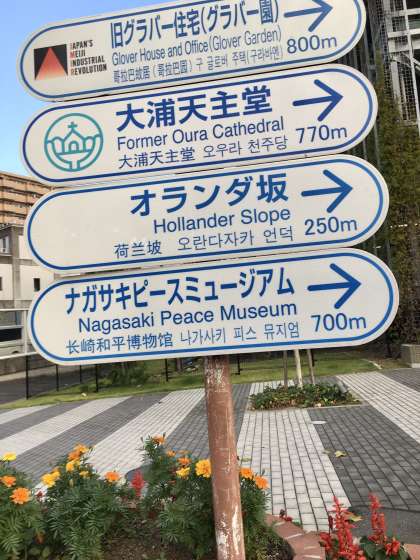 JAPAN'S
MEIJI
INDUSTRIAL
REVOLUTION
旧グラバー住宅(グラバー園)
Glover House and Office(Glover Garden)
哥拉巴故居（哥拉巴園）구 글로버 주택(구라바엔)
800m
大浦天主堂
Former Oura Cathedral
大浦天主堂 오우라 천주당
770m
オランダ坂
Hollander Slope
荷兰坡 오란다자카 언덕
250m
ナガサキピースミュージアム
Nagasaki Peace Museum
长崎和平博物馆 나가사키 피스 뮤지엄
700m